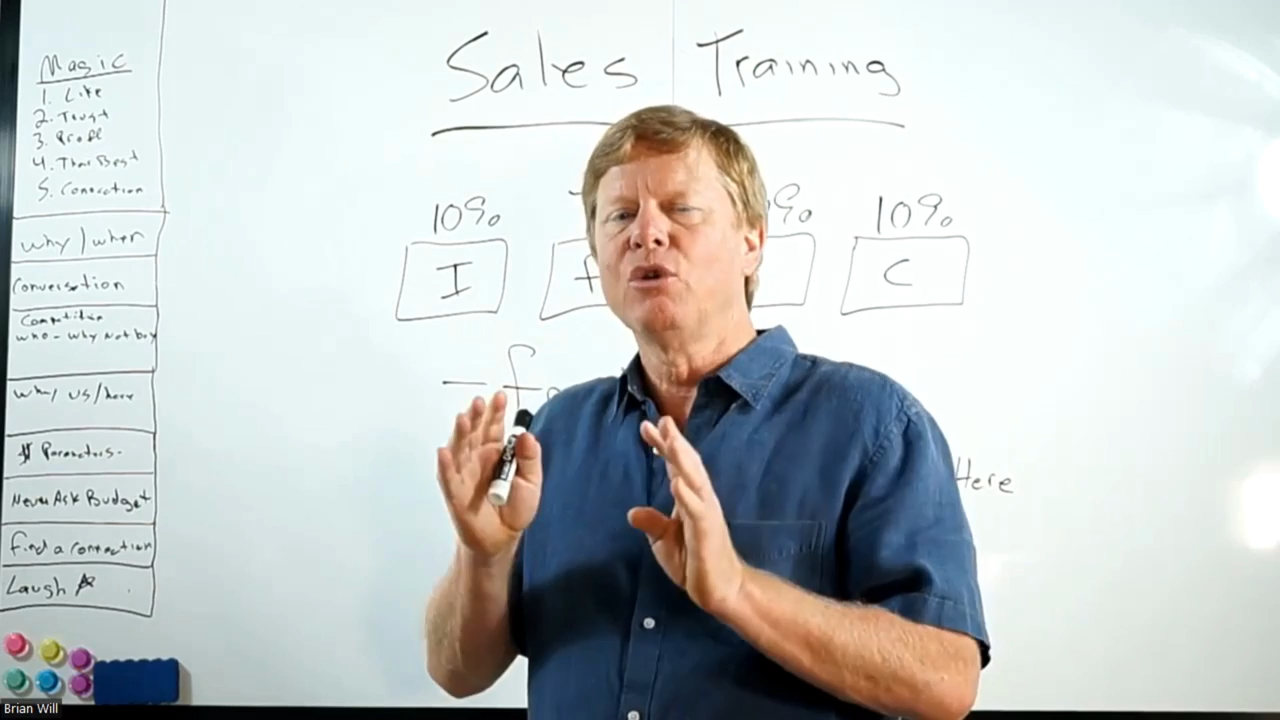 Magic
1. Like
2. Trust
3. Profl
4. Their Best
5. Connection
Why / when
Conversation
Competition
who - why Not buy
Why / us / here
$ Parameters.
Never Ask Budget
find a connection
Laugh
Sales Training
10% % 10%
I C
Here
Brian Will